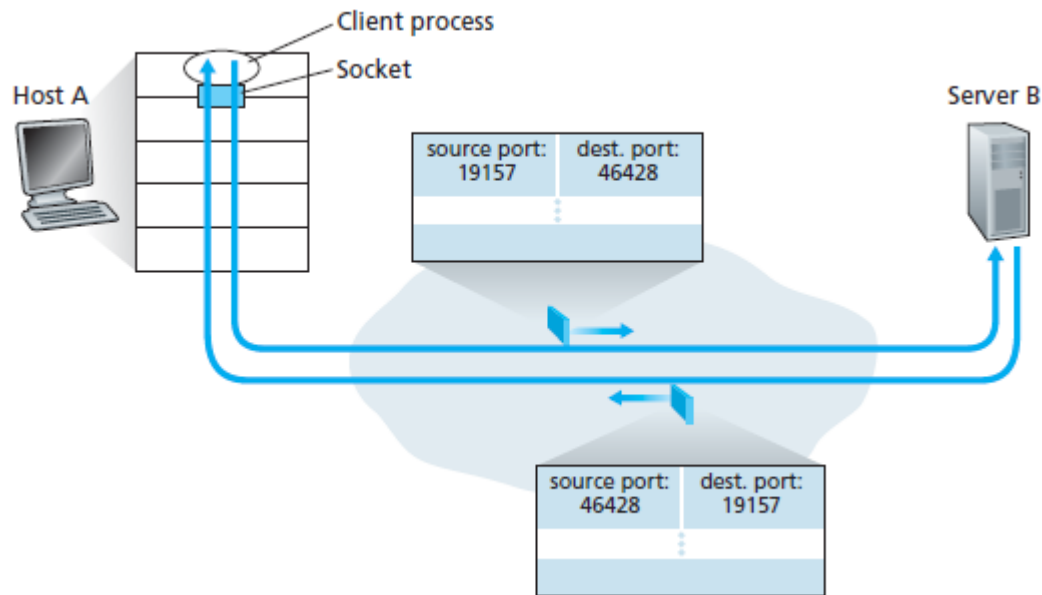 Client process
Socket
Host A
Server B
source port: dest. port:
19157 46428
source port: dest. port:
46428 19157